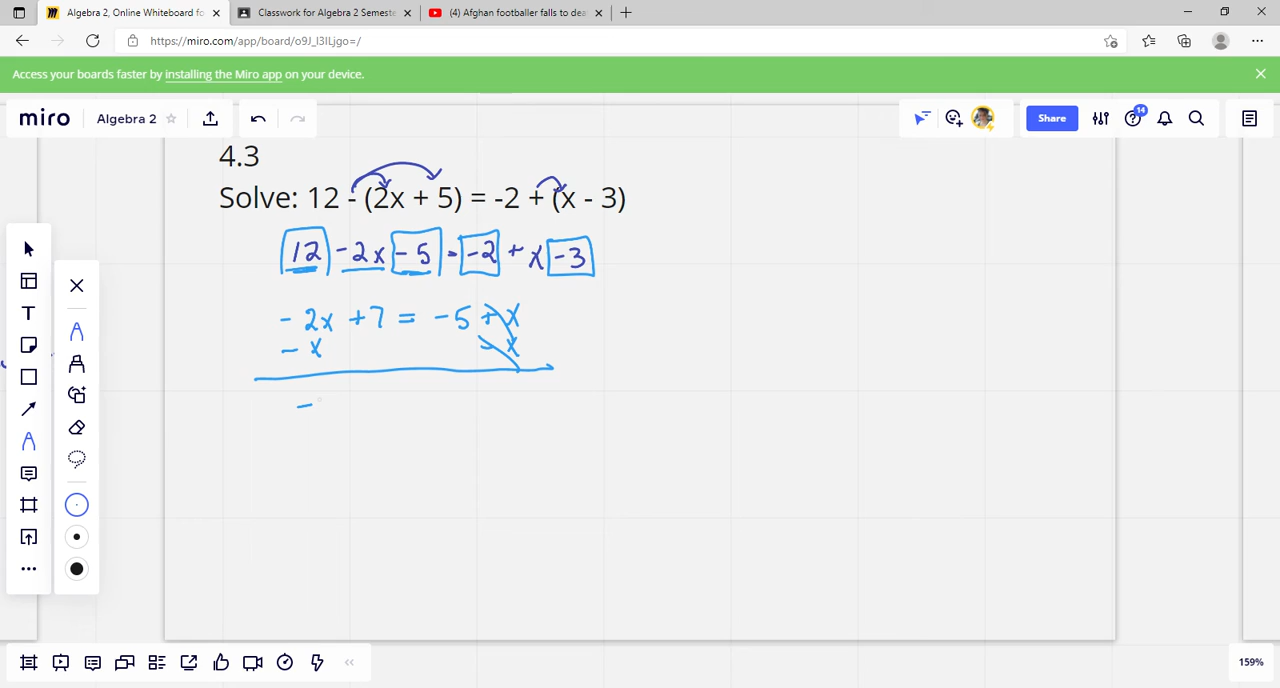 Algebra 2, Online Whiteboard fo
Classwork for Algebra 2 Semeste
(4) Afghan footballer falls to dea
https://miro.com/app/board/o9J_l3lLjgo=/
Access your boards faster by installing the Miro app on your device.
miro
Algebra 2
14
Share
4.3
Solve: 12 - (2x + 5) = -2 + (x - 3)
12 - 2x - 5 = -2 + x - 3
- 2x + 7 = - 5 + x
- x - x
-
159%